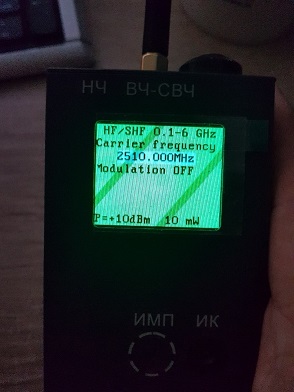 НЧ ВЧ-СВЧ
HF/SHF 0.1-6 GHz
Carrier frequency
2510.000MHz
Modulation OFF
P=+10dBm 10 mW
ИМП ИК